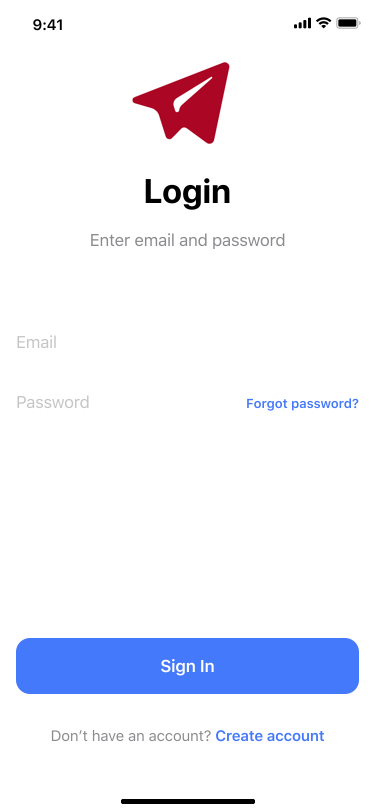 9:41
Login
Enter email and password
Email
Password Forgot password?
Sign In
Don’t have an account? Create account